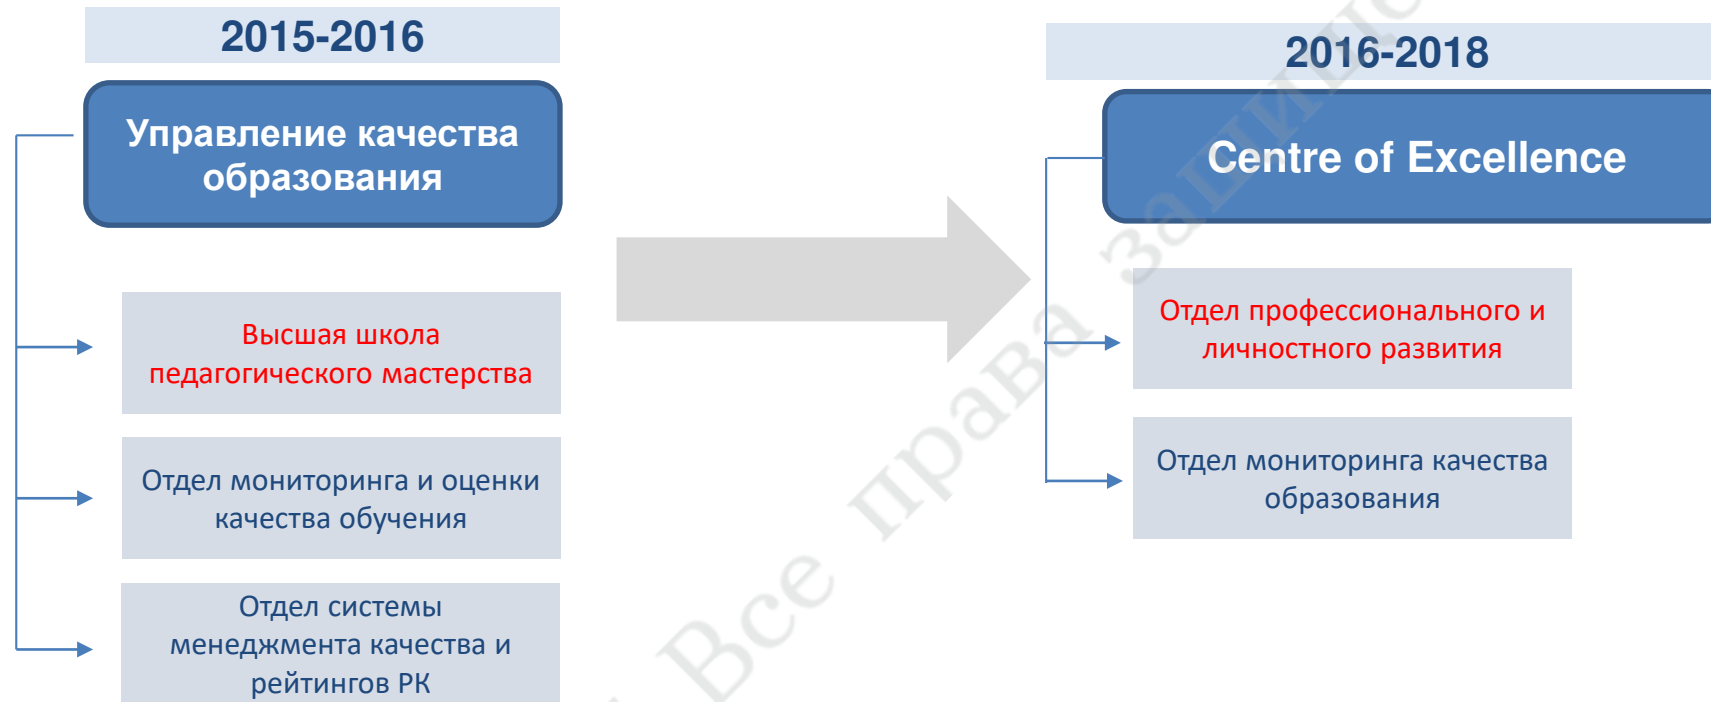 2015-2016
Управление качества
образования
Высшая школа
педагогического мастерства
Отдел мониторинга и оценки
качества обучения
Отдел системы
менеджмента качества и
рейтингов РК
2016-2018
Centre of Excellence
Отдел профессионального и
личностного развития
Отдел мониторинга качества
образования
Все права